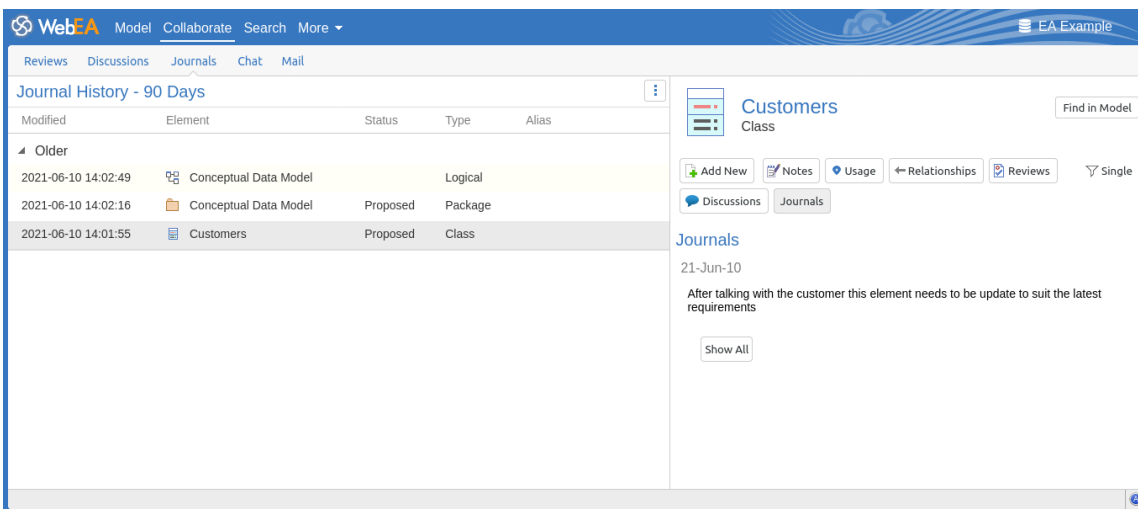 WebEA Model Collaborate Search More EA Example
Reviews Discussions Journals Chat Mail
Journal History - 90 Days
Modified Element Status Type Alias
Older
2021-06-10 14:02:49 Conceptual Data Model Logical
2021-06-10 14:02:16 Conceptual Data Model Proposed Package
2021-06-10 14:01:55 Customers Proposed Class
Customers
Class
Find in Model
Add New Notes Usage Relationships Reviews Single
Discussions Journals
Journals
21-Jun-10
After talking with the customer this element needs to be update to suit the latest
requirements
Show All